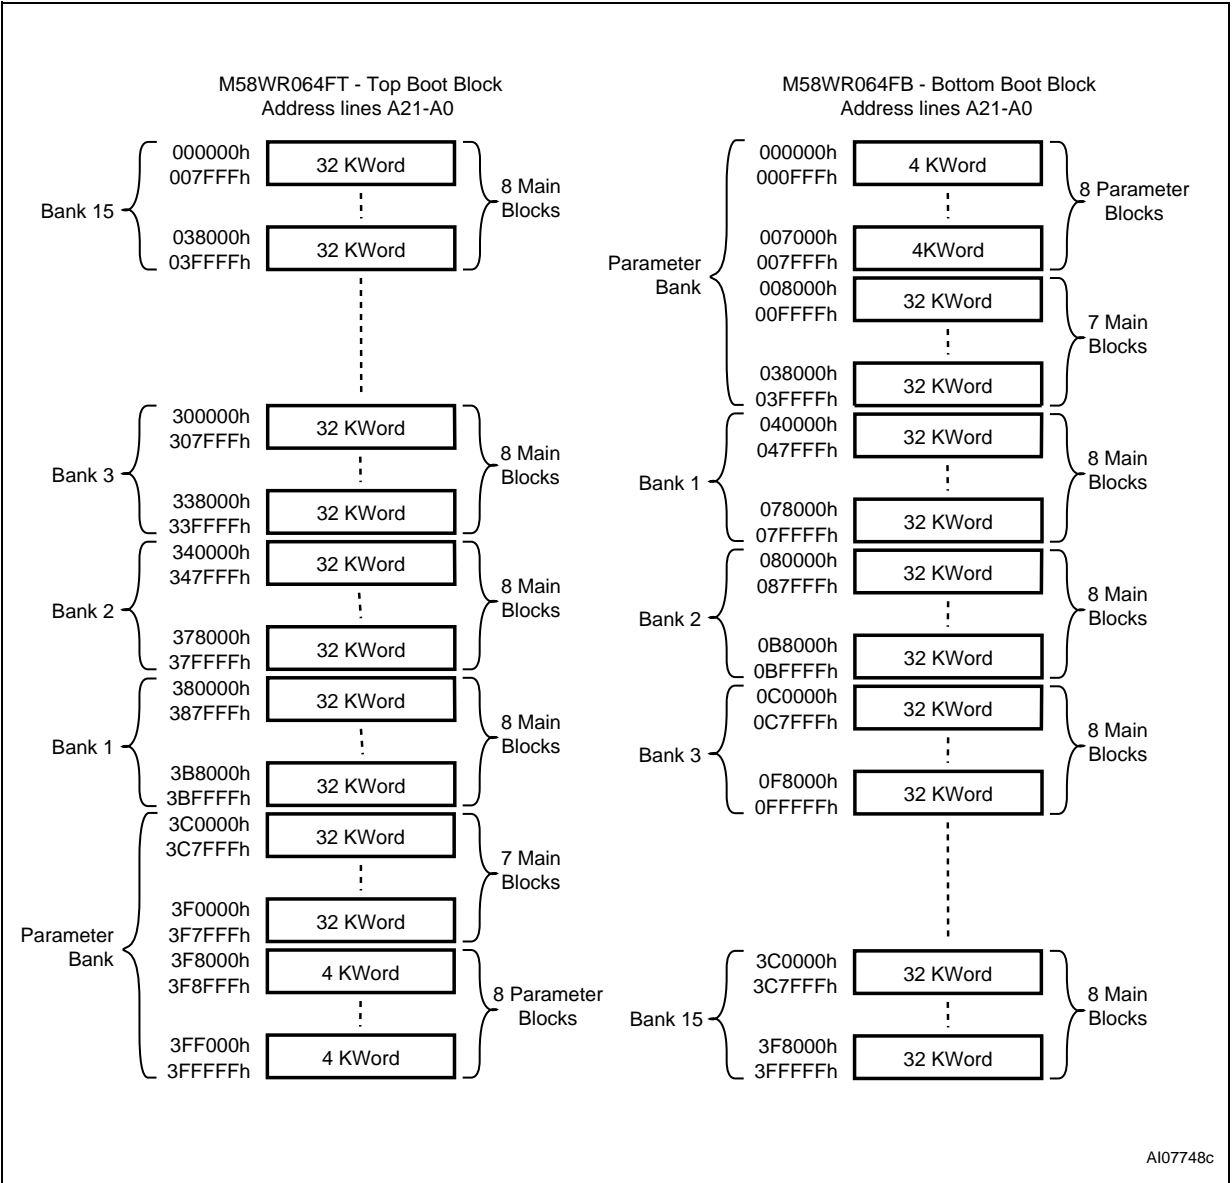 M58WR064FT - Top Boot Block
Address lines A21-A0
Bank 15
000000h
007FFFh
32 KWord
038000h
03FFFFh
32 KWord
8 Main
Blocks
Bank 3
300000h
307FFFh
32 KWord
338000h
33FFFFh
32 KWord
8 Main
Blocks
Bank 2
340000h
347FFFh
32 KWord
378000h
37FFFFh
32 KWord
8 Main
Blocks
Bank 1
380000h
387FFFh
32 KWord
3B8000h
3BFFFFh
32 KWord
8 Main
Blocks
Parameter
Bank
3C0000h
3C7FFFh
32 KWord
3F0000h
3F7FFFh
32 KWord
7 Main
Blocks
3F8000h
3F8FFFh
4 KWord
3FF000h
3FFFFFh
4 KWord
8 Parameter
Blocks
M58WR064FB - Bottom Boot Block
Address lines A21-A0
Parameter
Bank
000000h
000FFFh
4 KWord
007000h
007FFFh
4KWord
8 Parameter
Blocks
008000h
00FFFFh
32 KWord
038000h
03FFFFh
32 KWord
7 Main
Blocks
Bank 1
040000h
047FFFh
32 KWord
078000h
07FFFFh
32 KWord
8 Main
Blocks
Bank 2
080000h
087FFFh
32 KWord
0B8000h
0BFFFFh
32 KWord
8 Main
Blocks
Bank 3
0C0000h
0C7FFFh
32 KWord
0F8000h
0FFFFFh
32 KWord
8 Main
Blocks
Bank 15
3C0000h
3C7FFFh
32 KWord
3F8000h
3FFFFFh
32 KWord
8 Main
Blocks
AI07748c